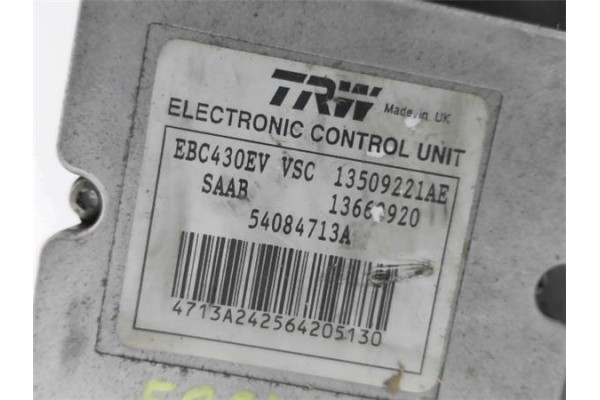 TRW Made in UK
ELECTRONIC CONTROL UNIT
EBC430EV VSC 13509221AE
SAAB
54084713A
4713A242564205130